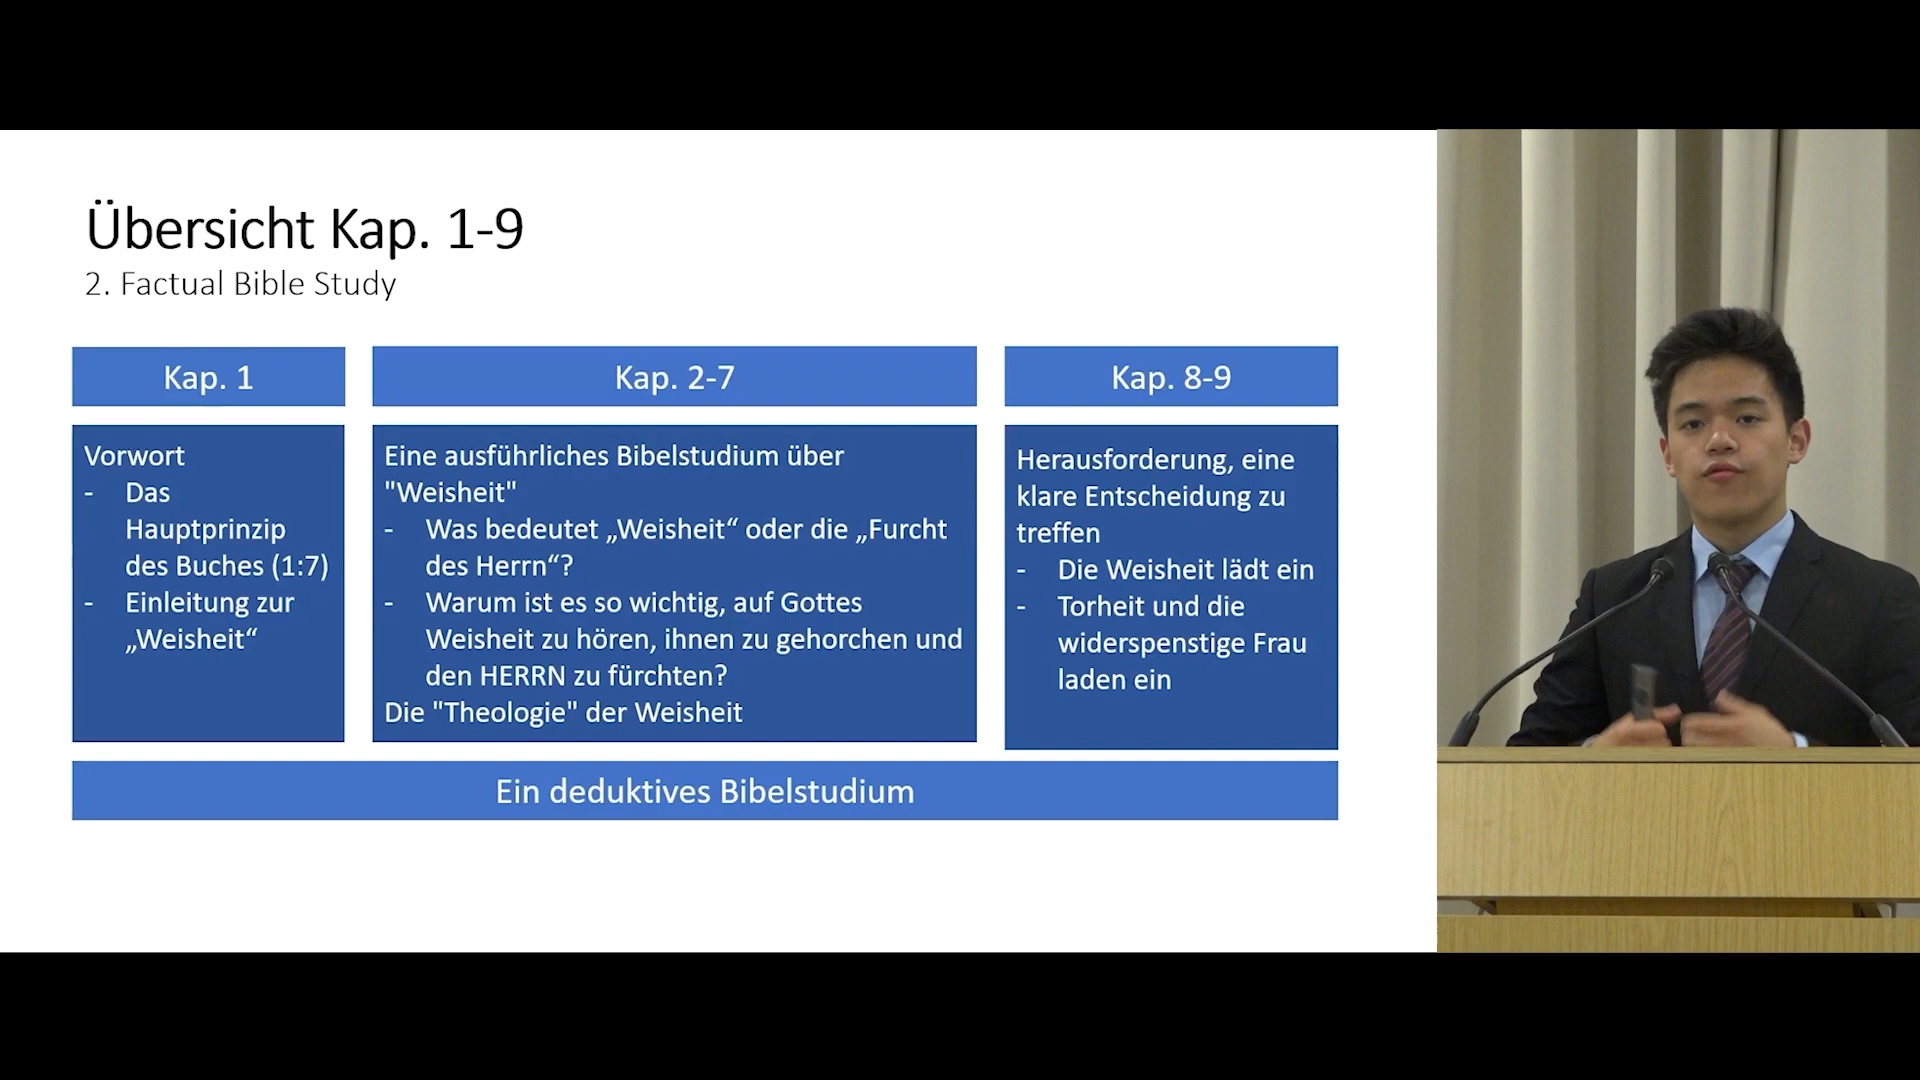 Übersicht Kap. 1-9
2. Factual Bible Study
Kap. 1
Vorwort
- Das
Hauptprinzip
des Buches (1:7)
- Einleitung zur
„Weisheit“
Kap. 2-7
Eine ausführliches Bibelstudium über
"Weisheit"
- Was bedeutet „Weisheit“ oder die „Furcht
des Herrn“?
- Warum ist es so wichtig, auf Gottes
Weisheit zu hören, ihnen zu gehorchen und
den HERRN zu fürchten?
Die "Theologie" der Weisheit
Kap. 8-9
Herausforderung, eine
klare Entscheidung zu
treffen
- Die Weisheit lädt ein
- Torheit und die
widerspenstige Frau
laden ein
Ein deduktives Bibelstudium